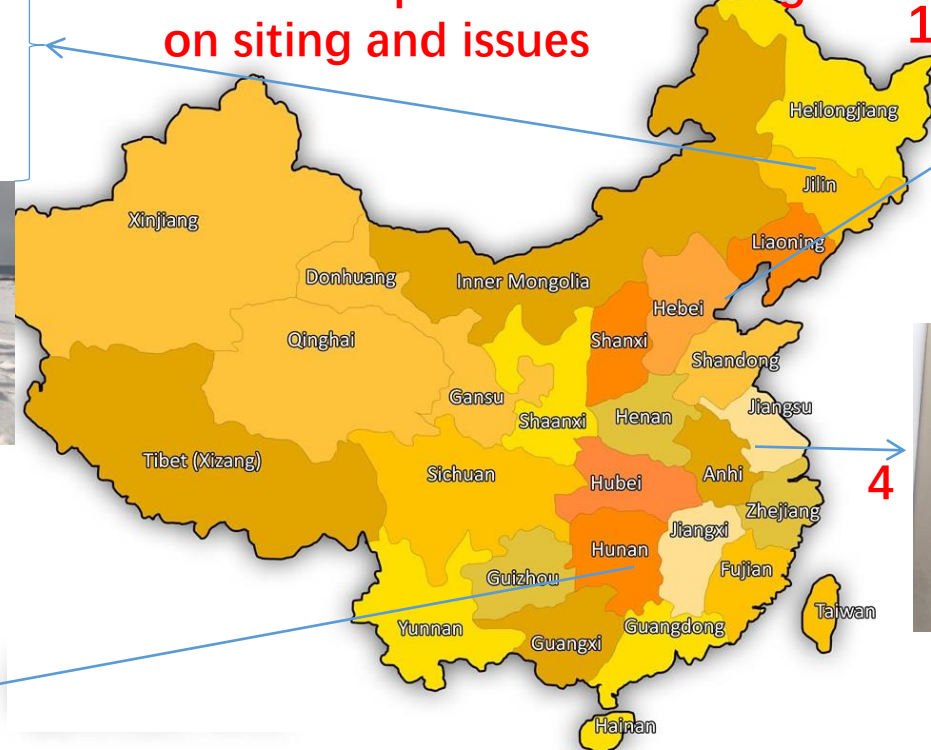 on siting and issues
1
Heilongjiang
Jilin
Xinjiang
Liaoning
Donhuang
Inner Mongolia
Hebei
Qinghai
Shanxi
Shandong
Gansu
Jiangsu
Henan
Shaanxi
Tibet (Xizang)
Sichuan
Anhi
Hubei
4
Zhejiang
Jiangxi
Hunan
Fujian
Guizhou
Taiwan
Yunnan
Guangdong
Guangxi
Hainan